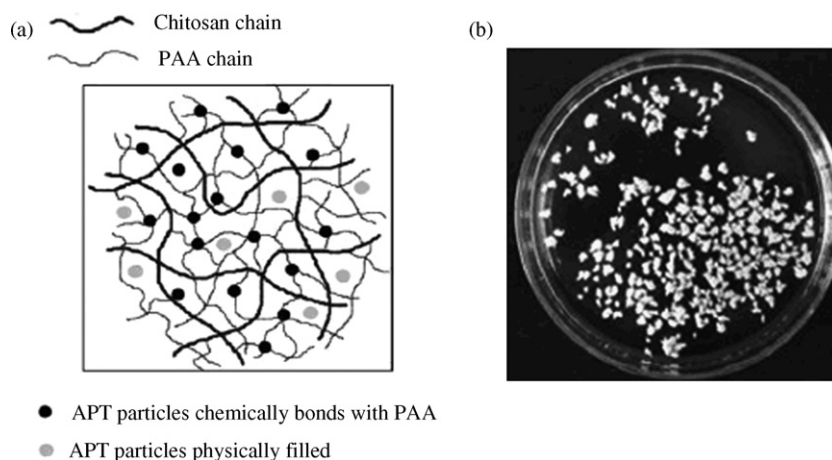 (a)
Chitosan chain
PAA chain
APT particles chemically bonds with PAA
APT particles physically filled
(b)